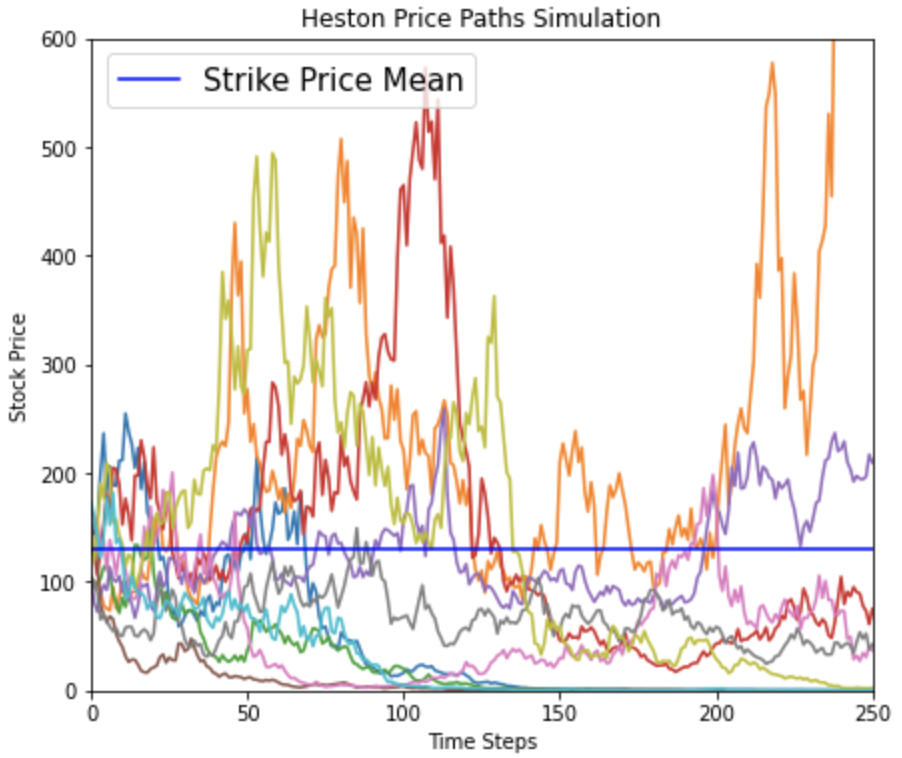 Heston Price Paths Simulation
Strike Price Mean
600
500
400
300
200
100
0
Stock Price
0 50 100 150 200 250
Time Steps